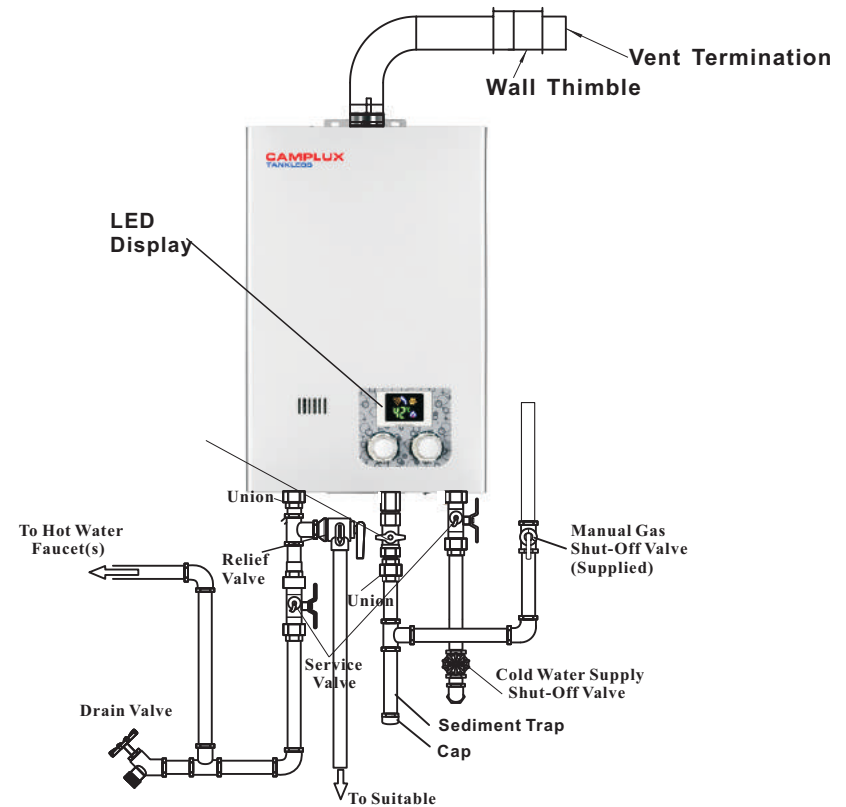 Vent Termination
Wall Thimble
CAMPLUX
TANKLESS
LED
Display
42°C
Union
To Hot Water
Faucet(s)
Relief
Valve
Manual Gas
Shut-Off Valve
(Supplied)
Union
Service
Valve
Cold Water Supply
Shut-Off Valve
Drain Valve
Sediment Trap
Cap
To Suitable